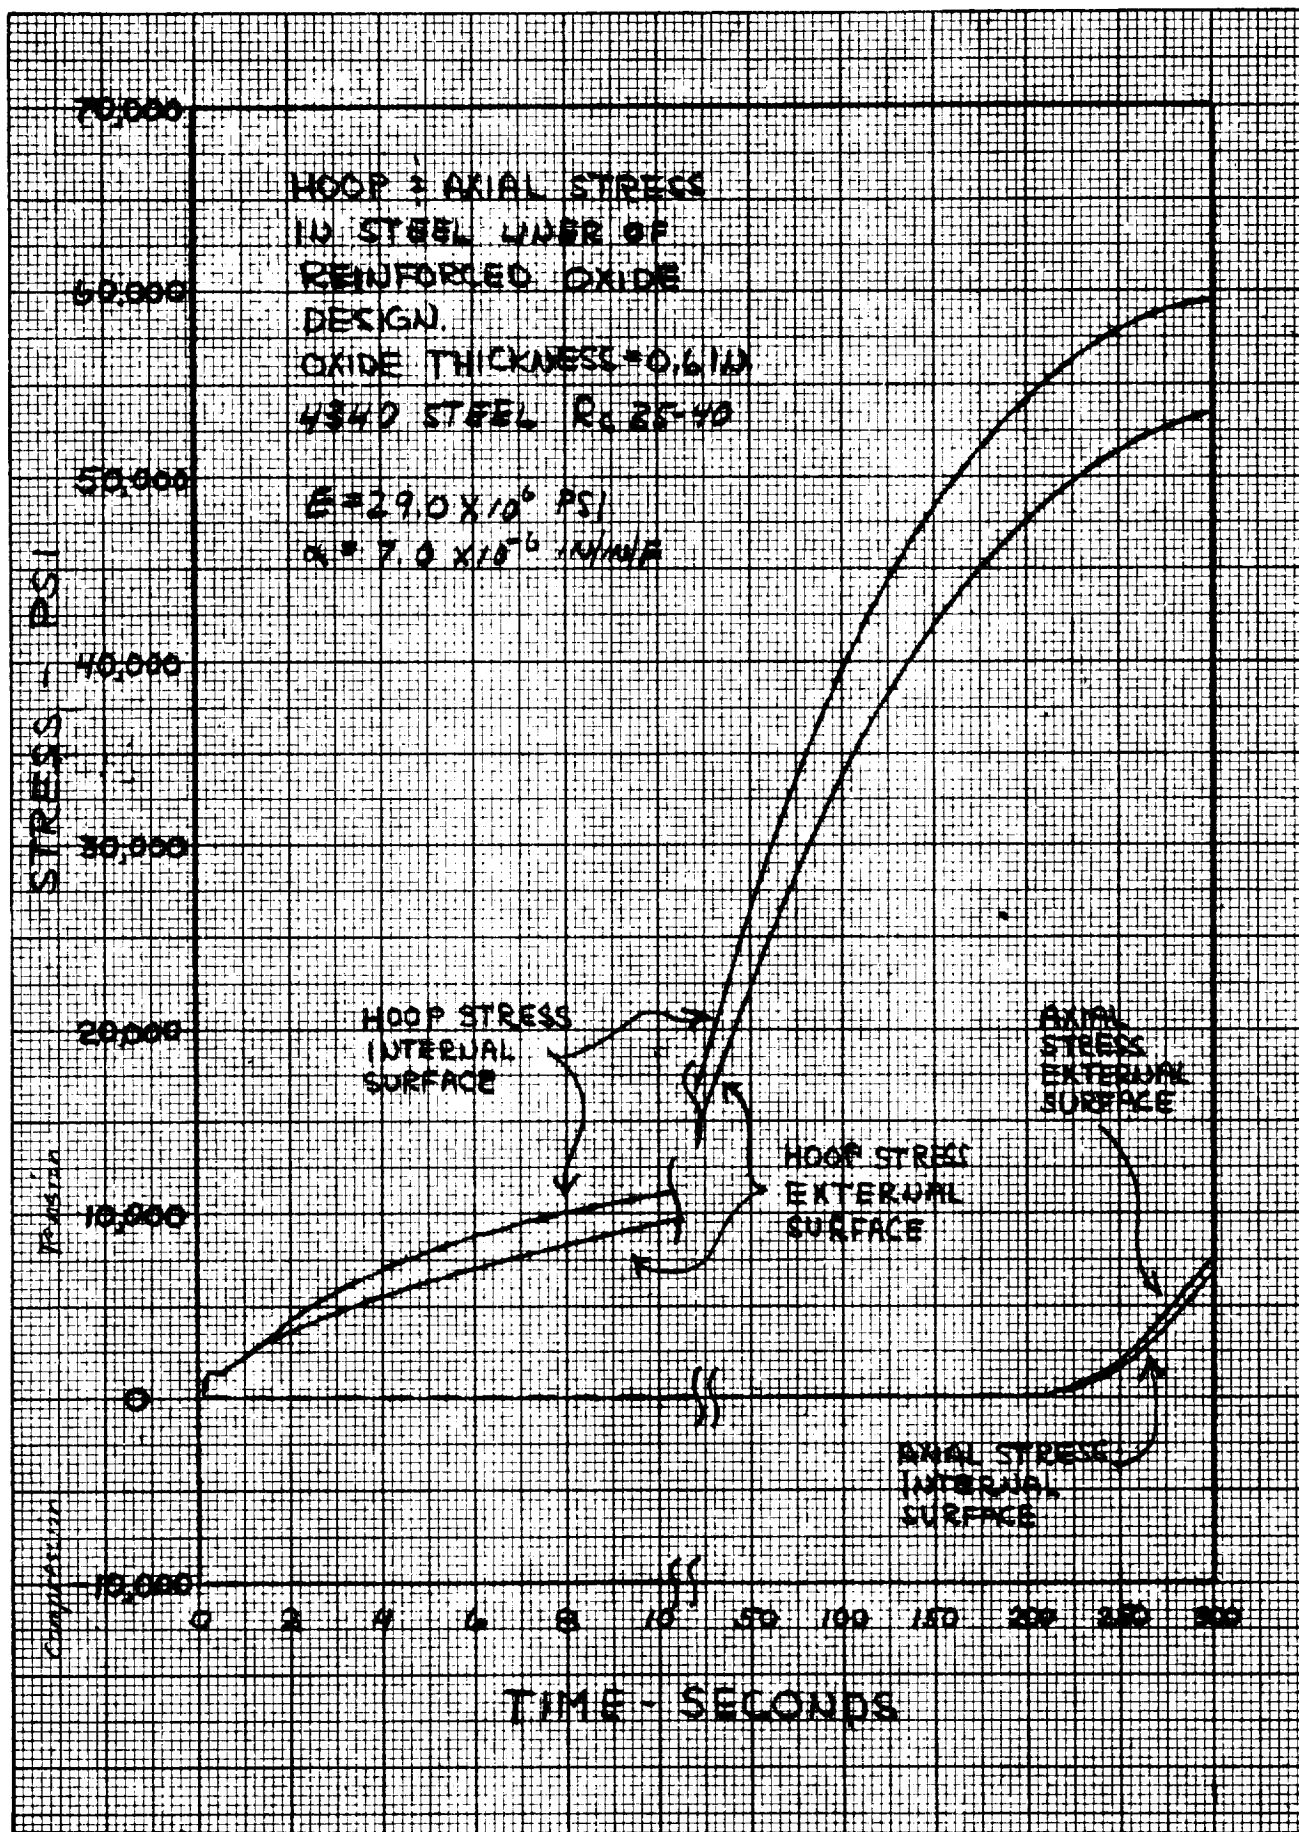 70,000
HOOP & AXIAL STRESS
IN STEEL LINER OF
REINFORCED OXIDE
DESIGN.
OXIDE THICKNESS = 0.6 IN.
4340 STEEL Rc 35-40
E = 29.0 X 10⁶ PSI
α = 7.0 X 10⁻⁶ IN/IN/F
60,000
50,000
40,000
30,000
20,000
10,000
0
-10,000
STRESS - PSI
Tension
Compression
HOOP STRESS
INTERNAL
SURFACE
HOOP STRESS
EXTERNAL
SURFACE
AXIAL
STRESS
EXTERNAL
SURFACE
AXIAL STRESS
INTERNAL
SURFACE
0 2 4 6 8 10 50 100 150 200 250 300
TIME - SECONDS